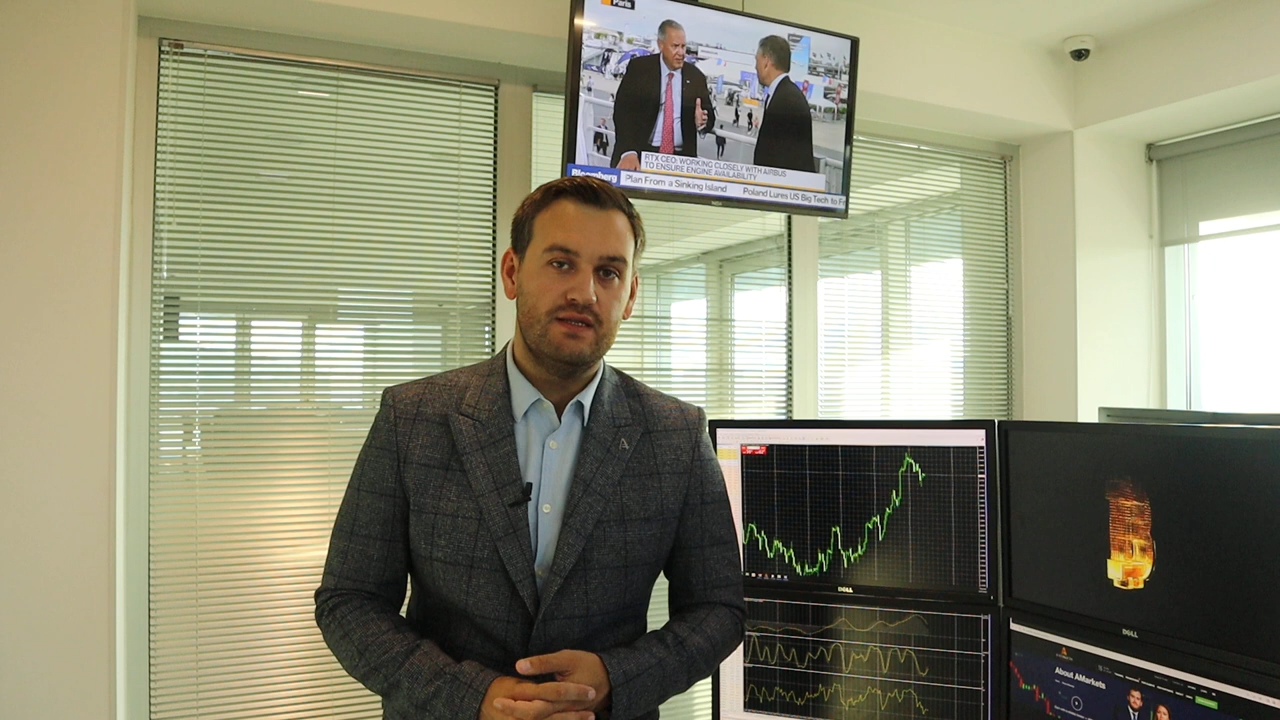 Paris
RTX CEO: WORKING CLOSELY WITH AIRBUS
TO ENSURE ENGINE AVAILABILITY
Bloomberg
Plan From a Sinking Island
Poland Lures US Big Tech to
DELL
DELL
About AMarkets